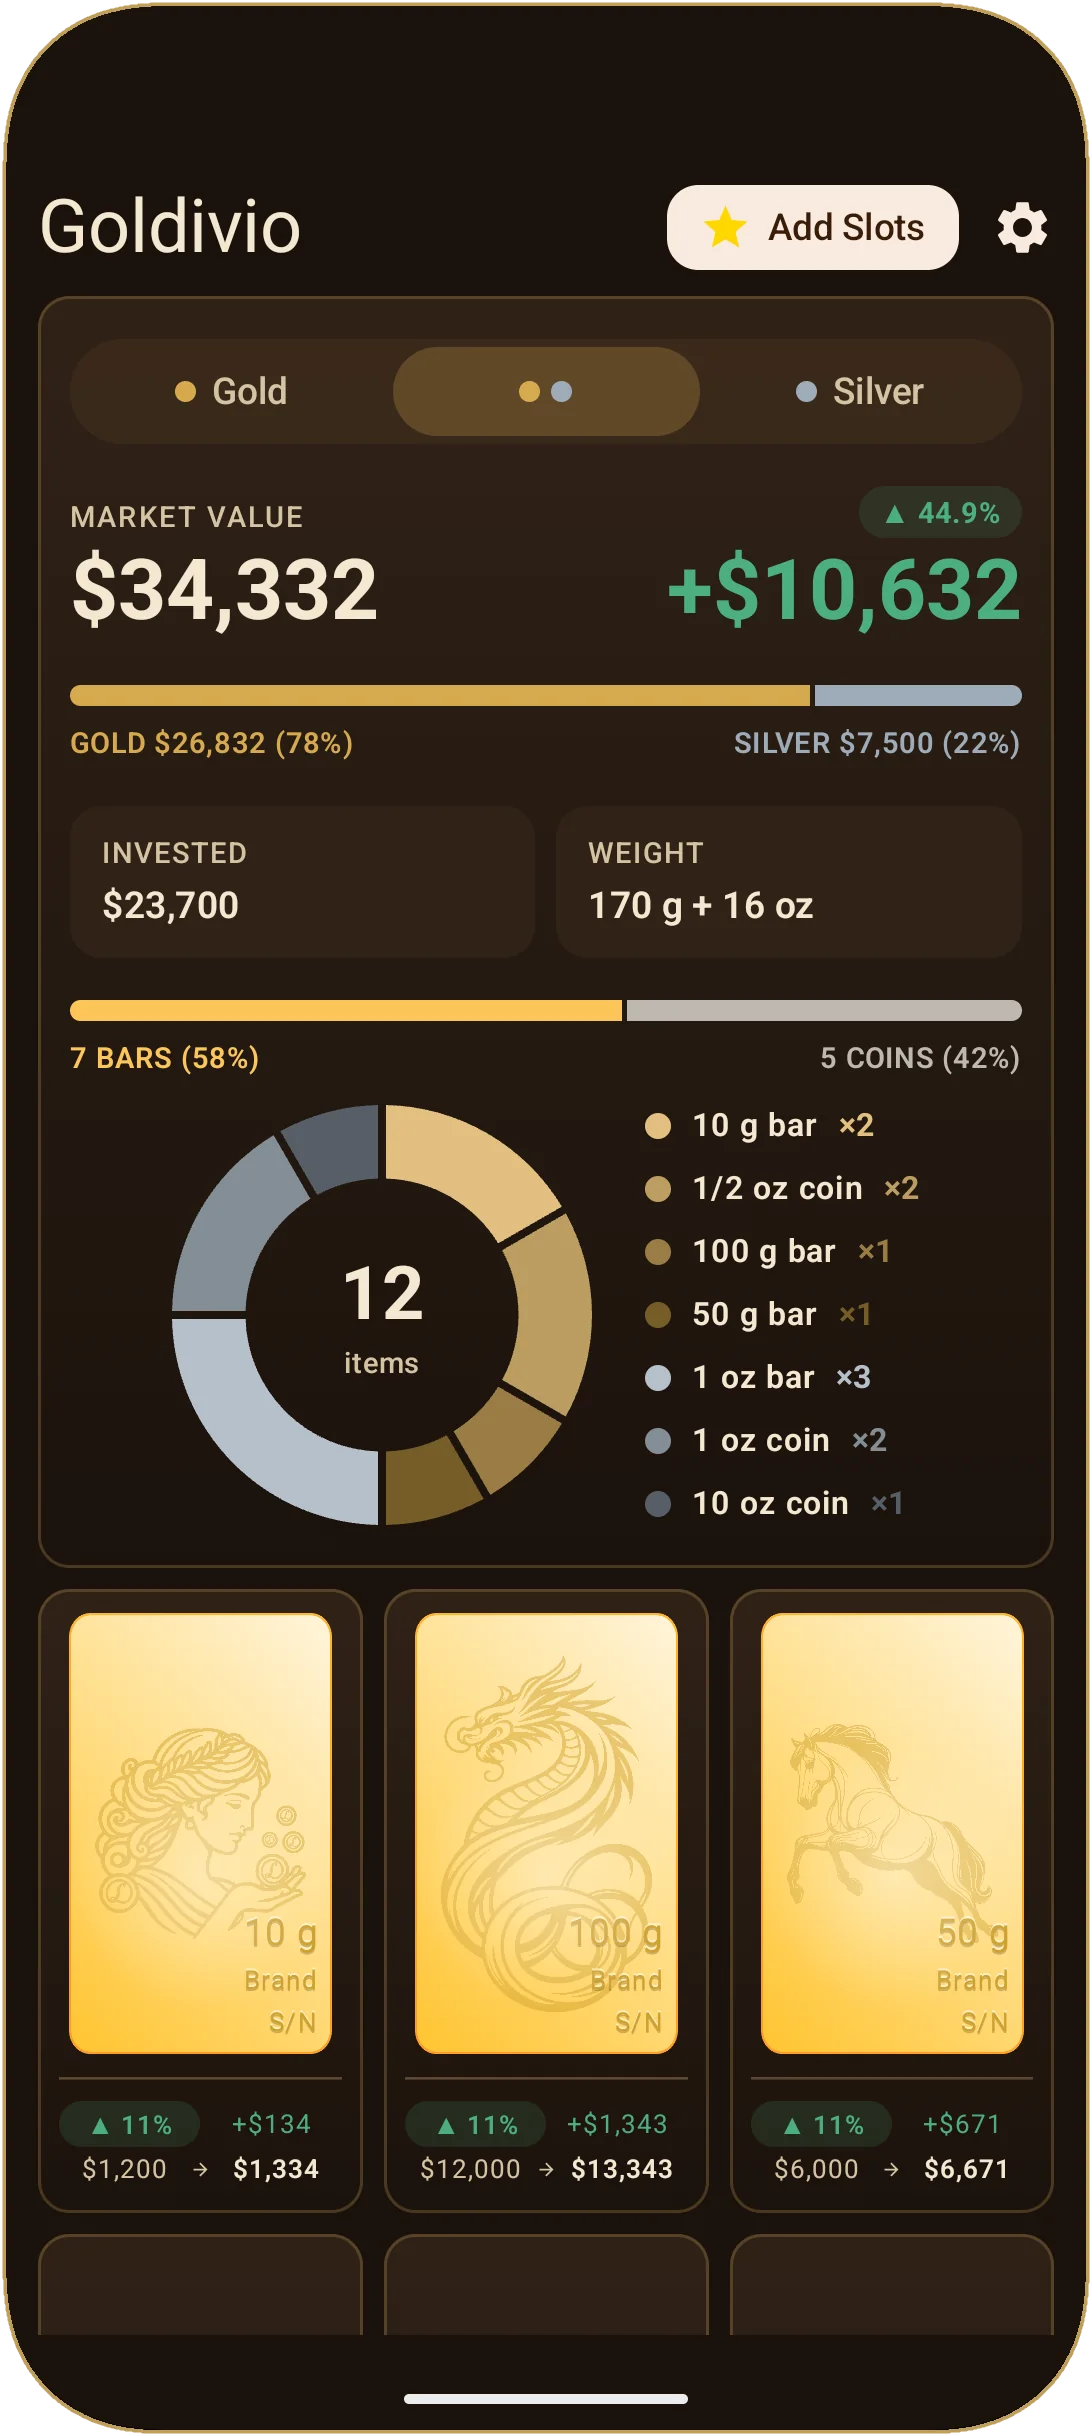 Goldivio
Add Slots
Gold
Silver
MARKET VALUE
▲ 44.9%
$34,332
+$10,632
GOLD $26,832 (78%)
SILVER $7,500 (22%)
INVESTED
$23,700
WEIGHT
170 g + 16 oz
7 BARS (58%)
5 COINS (42%)
12
items
10 g bar ×2
1/2 oz coin ×2
100 g bar ×1
50 g bar ×1
1 oz bar ×3
1 oz coin ×2
10 oz coin ×1
10 g
Brand
S/N
▲ 11% +$134
$1,200 → $1,334
100 g
Brand
S/N
▲ 11% +$1,343
$12,000 → $13,343
50 g
Brand
S/N
▲ 11% +$671
$6,000 → $6,671